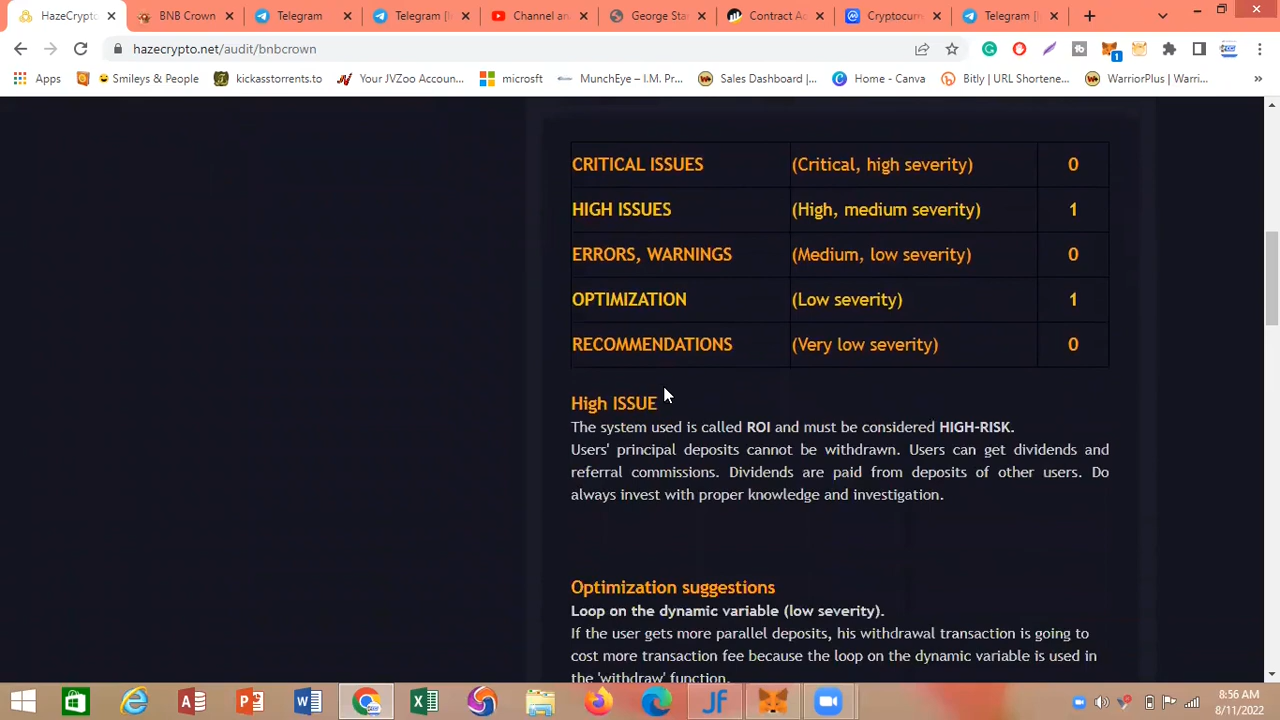 HazeCrypto
BNB Crown
Telegram
Telegram [
Channel an
George Sta
Contract A
Cryptocurr
Telegram [
hazecrypto.net/audit/bnbcrown
1
Apps
Smileys & People
kickasstorrents.to
Your JVZoo Accoun...
microsft
MunchEye – I.M. Pr...
Sales Dashboard |...
Home - Canva
Bitly | URL Shortene...
WarriorPlus | Warri...
»
CRITICAL ISSUES (Critical, high severity) 0
HIGH ISSUES (High, medium severity) 1
ERRORS, WARNINGS (Medium, low severity) 0
OPTIMIZATION (Low severity) 1
RECOMMENDATIONS (Very low severity) 0
High ISSUE
The system used is called ROI and must be considered HIGH-RISK.
Users' principal deposits cannot be withdrawn. Users can get dividends and
referral commissions. Dividends are paid from deposits of other users. Do
always invest with proper knowledge and investigation.
Optimization suggestions
Loop on the dynamic variable (low severity).
If the user gets more parallel deposits, his withdrawal transaction is going to
cost more transaction fee because the loop on the dynamic variable is used in
the 'withdraw' function.
8:56 AM
8/11/2022